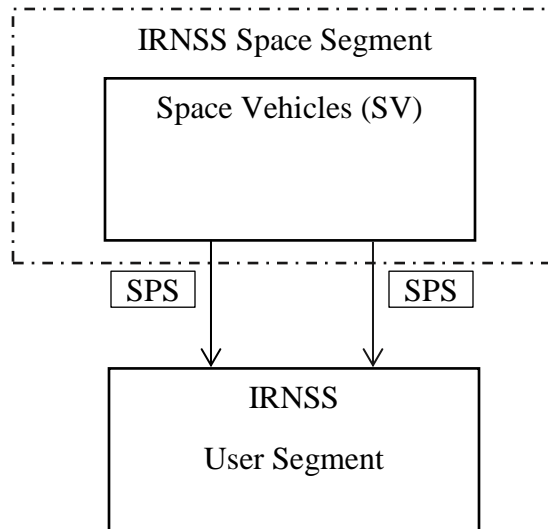 IRNSS Space Segment
Space Vehicles (SV)
SPS
SPS
IRNSS
User Segment